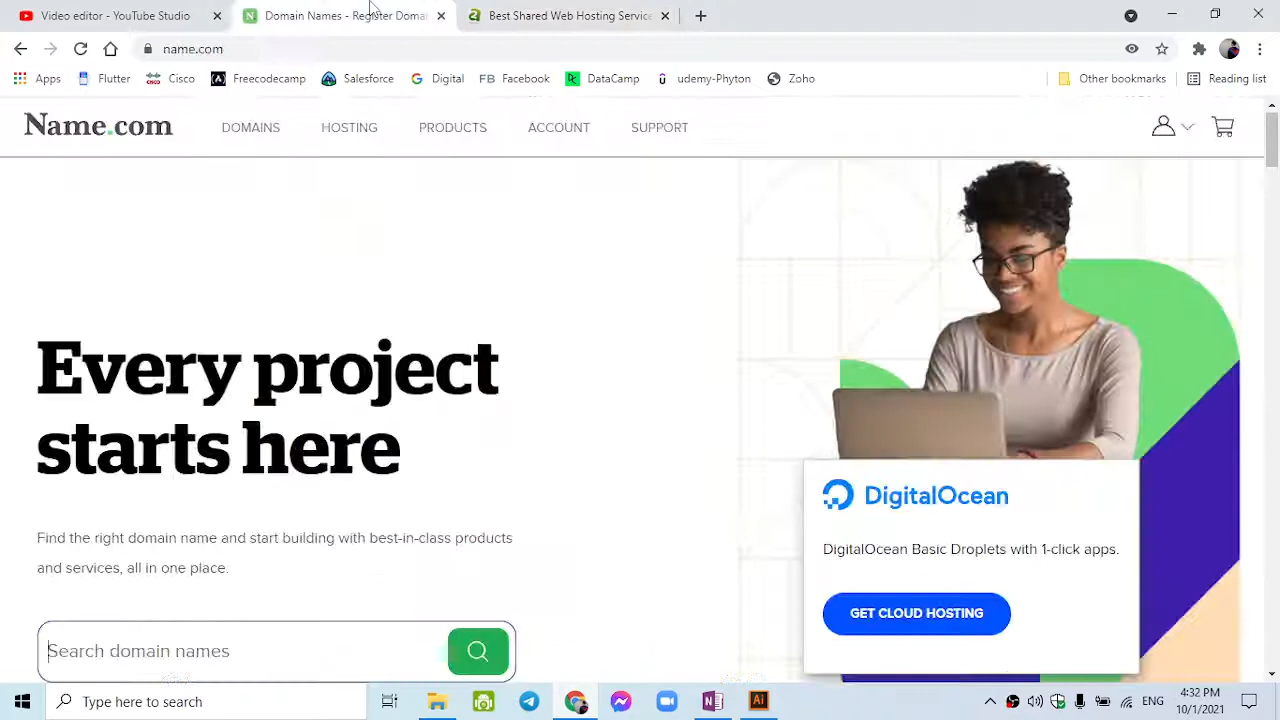 Video edit - YouTube Studio
Domain Names - Register Doma
Best Shared Web Hosting Service
name.com
Apps
Flutter
Cisco
Freecodecamp
Salesforce
Digital
FB Facebook
DataCamp
udemy-Phyton
Zoho
Other bookmarks
Reading list
Name.com
DOMAINS
HOSTING
PRODUCTS
ACCOUNT
SUPPORT
Every project
starts here
Find the right domain name and start building with best-in-class products
and services, all in one place.
Search domain names
DigitalOcean
DigitalOcean Basic Droplets with 1-click apps.
GET CLOUD HOSTING
Type here to search
N
Ai
ENG
4:32 PM
10/1/2021